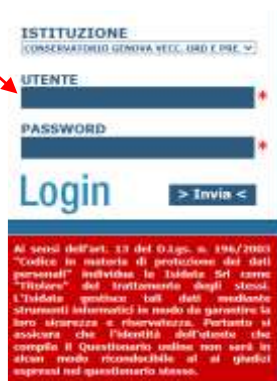 ISTITUZIONE
CONSERVATORIO GENOVA VECC. ORD E PRE.
UTENTE
*
PASSWORD
*
Login
> Invia <
Ai sensi dell'art. 13 del D.Lgs. n. 196/2003
"Codice in materia di protezione dei dati
personali" individua la Isidata Srl come
"Titolare" del trattamento degli stessi.
L'Isidata gestisce tali dati mediante
strumenti informatici in modo da garantire la
loro sicurezza e riservatezza. Pertanto si
assicura che l'identità dell'utente che
compila il Questionario online non sarà in
alcun modo riconducibile ai ai giudizi
espressi nel questionario stesso.